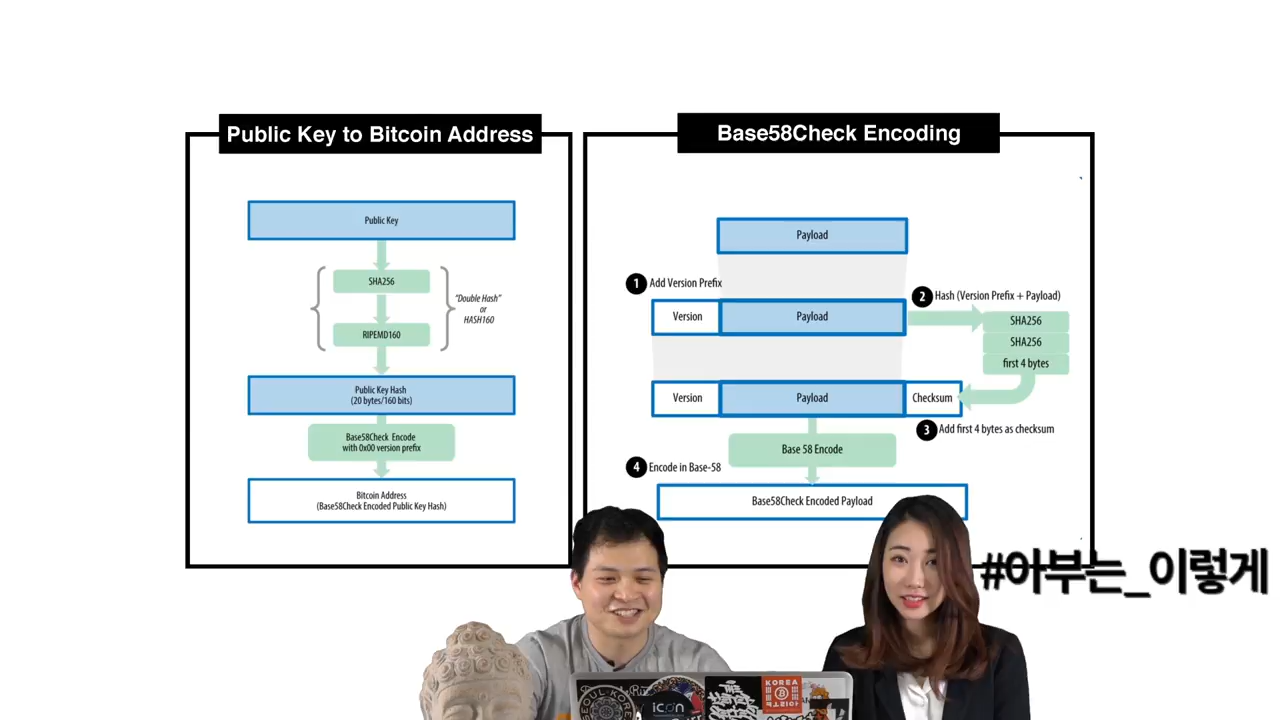 Public Key to Bitcoin Address
Public Key
SHA256
RIPEMD160
"Double Hash"
or
HASH160
Public Key Hash
(20 bytes/160 bits)
Base58Check Encode
with 0x00 version prefix
Bitcoin Address
(Base58Check Encoded Public Key Hash)
Base58Check Encoding
Payload
1 Add Version Prefix
Version
Payload
2 Hash (Version Prefix + Payload)
SHA256
SHA256
first 4 bytes
Version
Payload
Checksum
3 Add first 4 bytes as checksum
Base 58 Encode
4 Encode in Base-58
Base58Check Encoded Payload
#아부는_이렇게
SEOUL KOREA
icon
KOREA